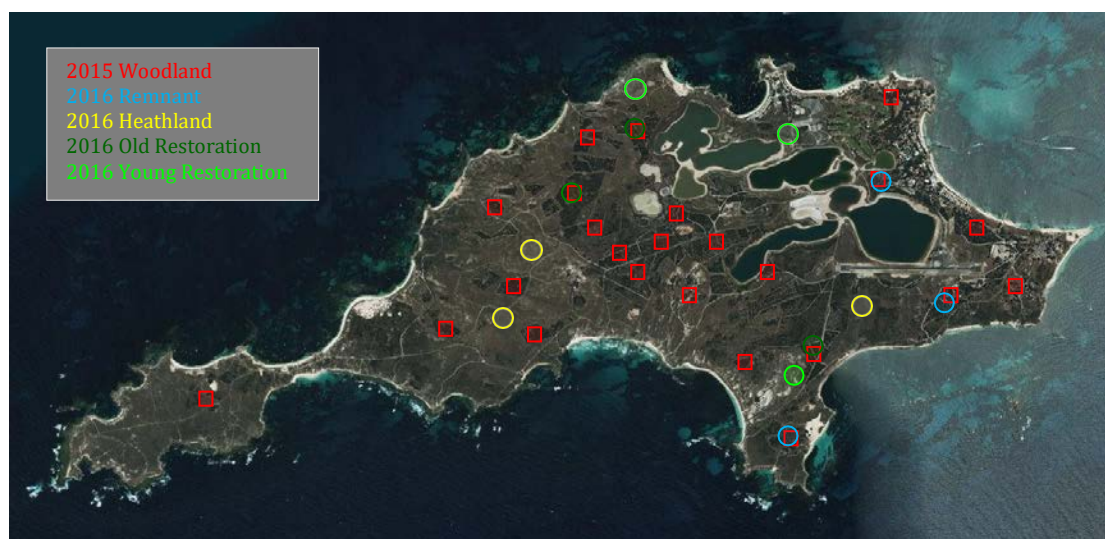 2015 Woodland
2016 Remnant
2016 Heathland
2016 Old Restoration
2016 Young Restoration